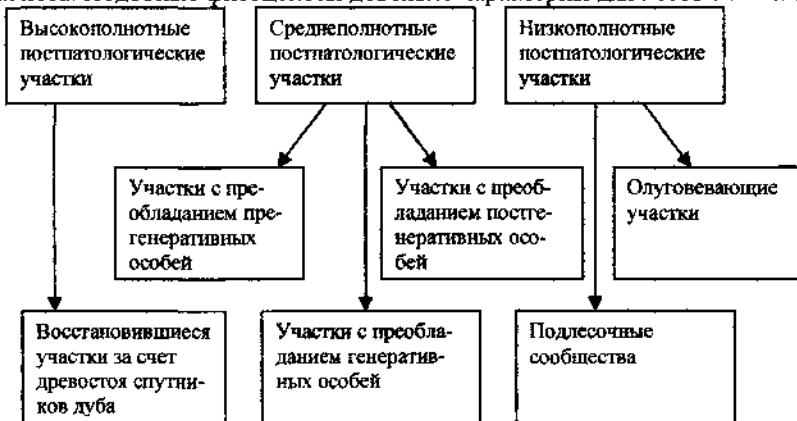 Высокополнотные
постпатологические
участки
Среднеполнотные
постпатологические
участки
Низкополнотные
постпатологические
участки
Участки с пре-
обладанием пре-
генеративных
особей
Участки с преоб-
ладанием постге-
неративных осо-
бей
Олуговевающие
участки
Восстановившиеся
участки за счет
древостоя спутни-
ков дуба
Участки с преобла-
данием генератив-
ных особей
Подлесочные
сообщества